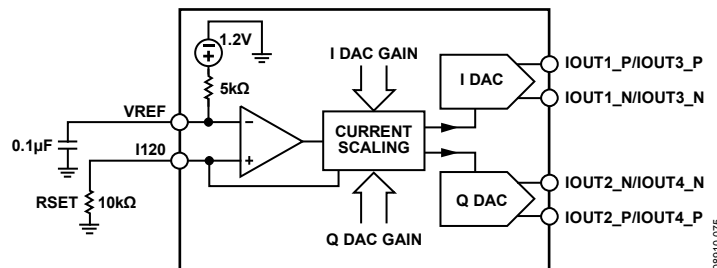 1.2V
I DAC GAIN
5kΩ
VREF
0.1µF
I120
RSET
10kΩ
−
+
CURRENT
SCALING
Q DAC GAIN
I DAC
Q DAC
IOUT1_P/IOUT3_P
IOUT1_N/IOUT3_N
IOUT2_N/IOUT4_N
IOUT2_P/IOUT4_P